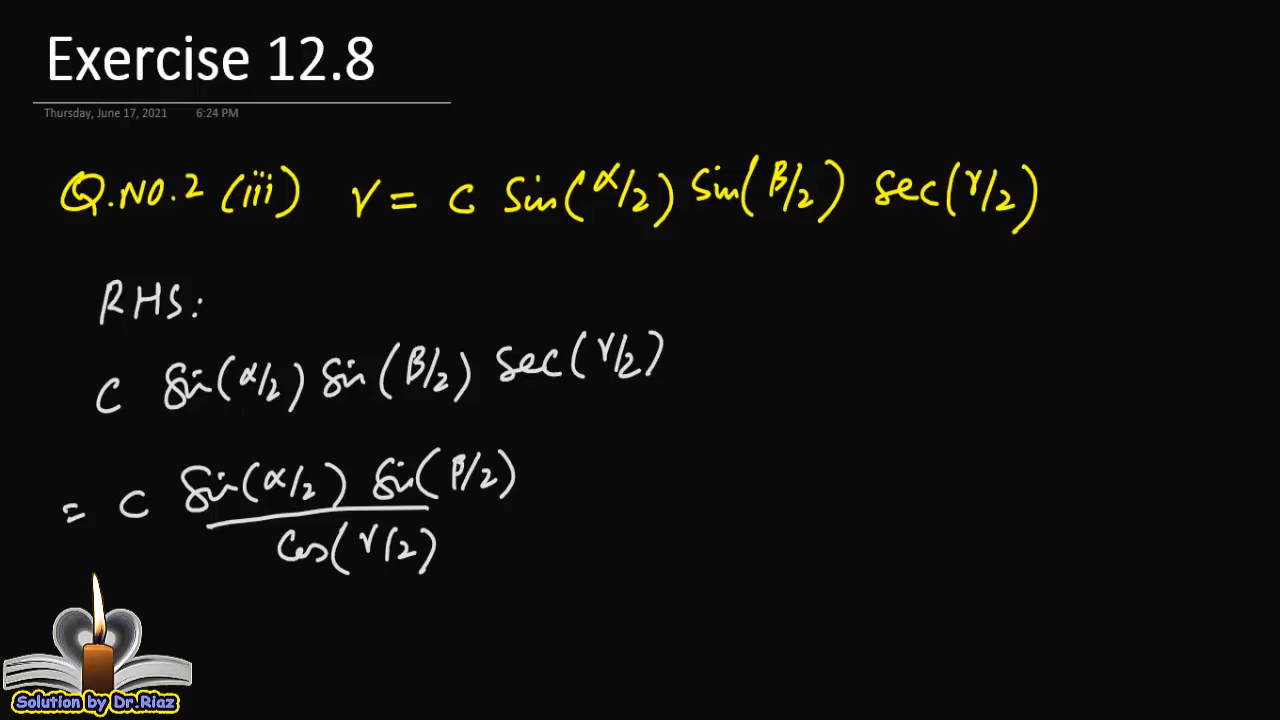 Exercise 12.8
Thursday, June 17, 2021 6:24 PM
Q.NO.2 (iii) r = c Sin(α/2) Sin(β/2) Sec(γ/2)
RHS:
c Sin(α/2) Sin(β/2) Sec(γ/2)
= c Sin(α/2) Sin(β/2)
Cos(γ/2)
Solution by Dr.Riaz